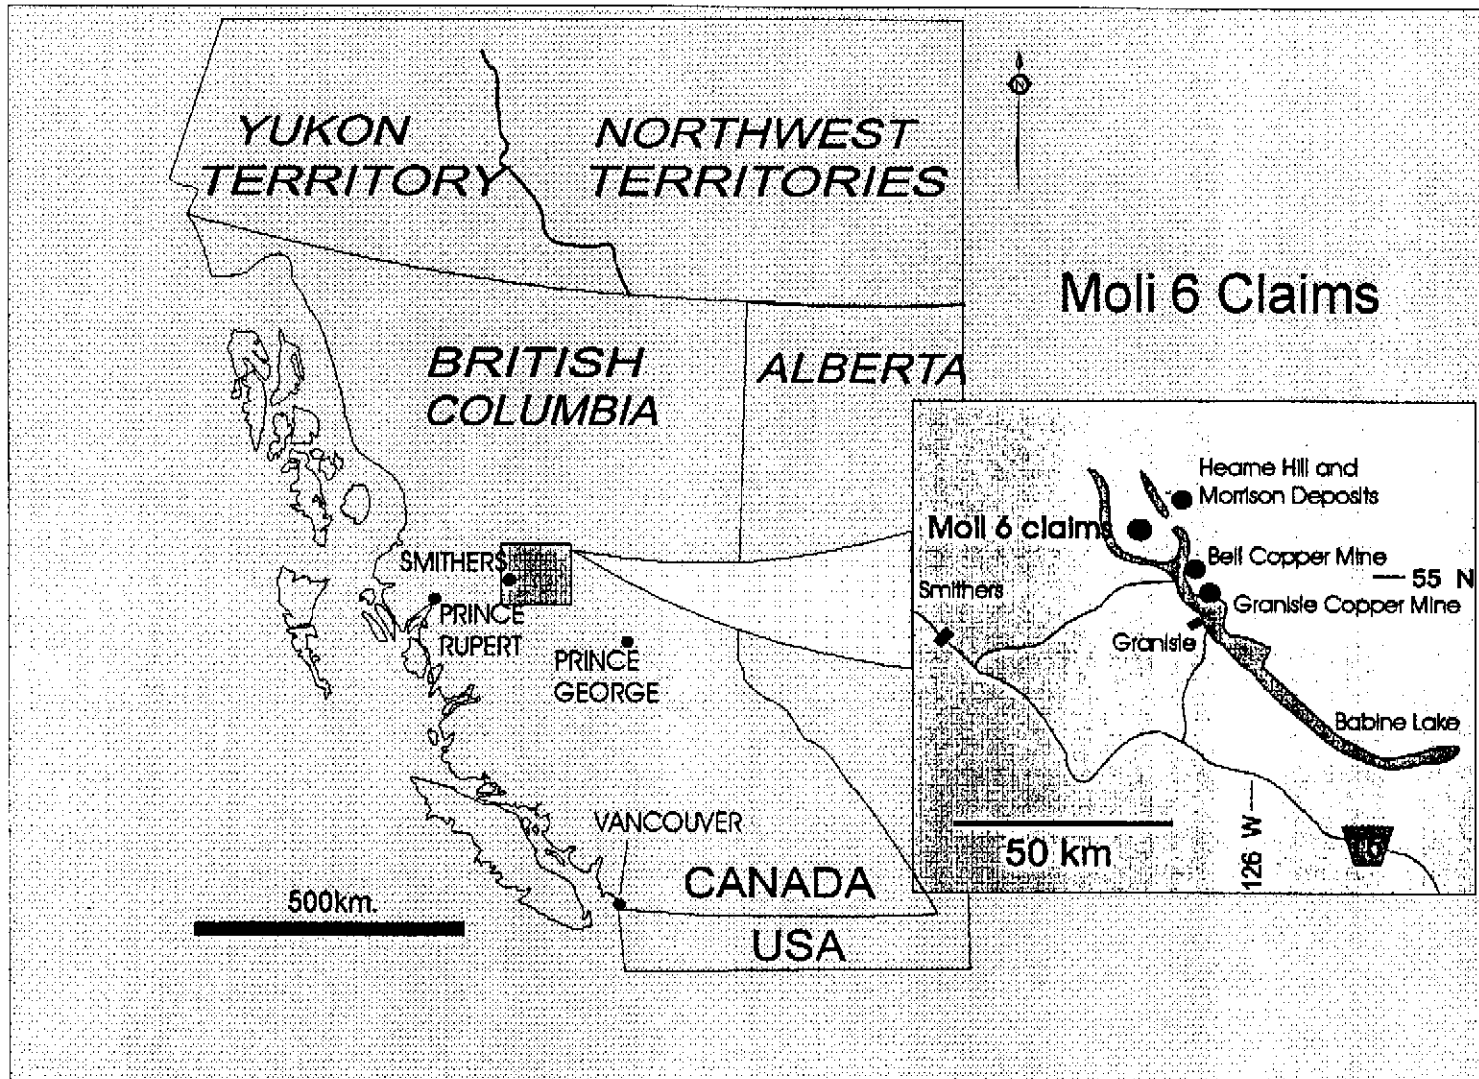 N
YUKON
TERRITORY
NORTHWEST
TERRITORIES
Moli 6 Claims
BRITISH
COLUMBIA
ALBERTA
SMITHERS
PRINCE
RUPERT
PRINCE
GEORGE
VANCOUVER
CANADA
USA
500km.
Hearne Hill and
Morrison Deposits
Moli 6 claims
Bell Copper Mine
55 N
Smithers
Granisle Copper Mine
Granisle
Babine Lake
50 km
126 W